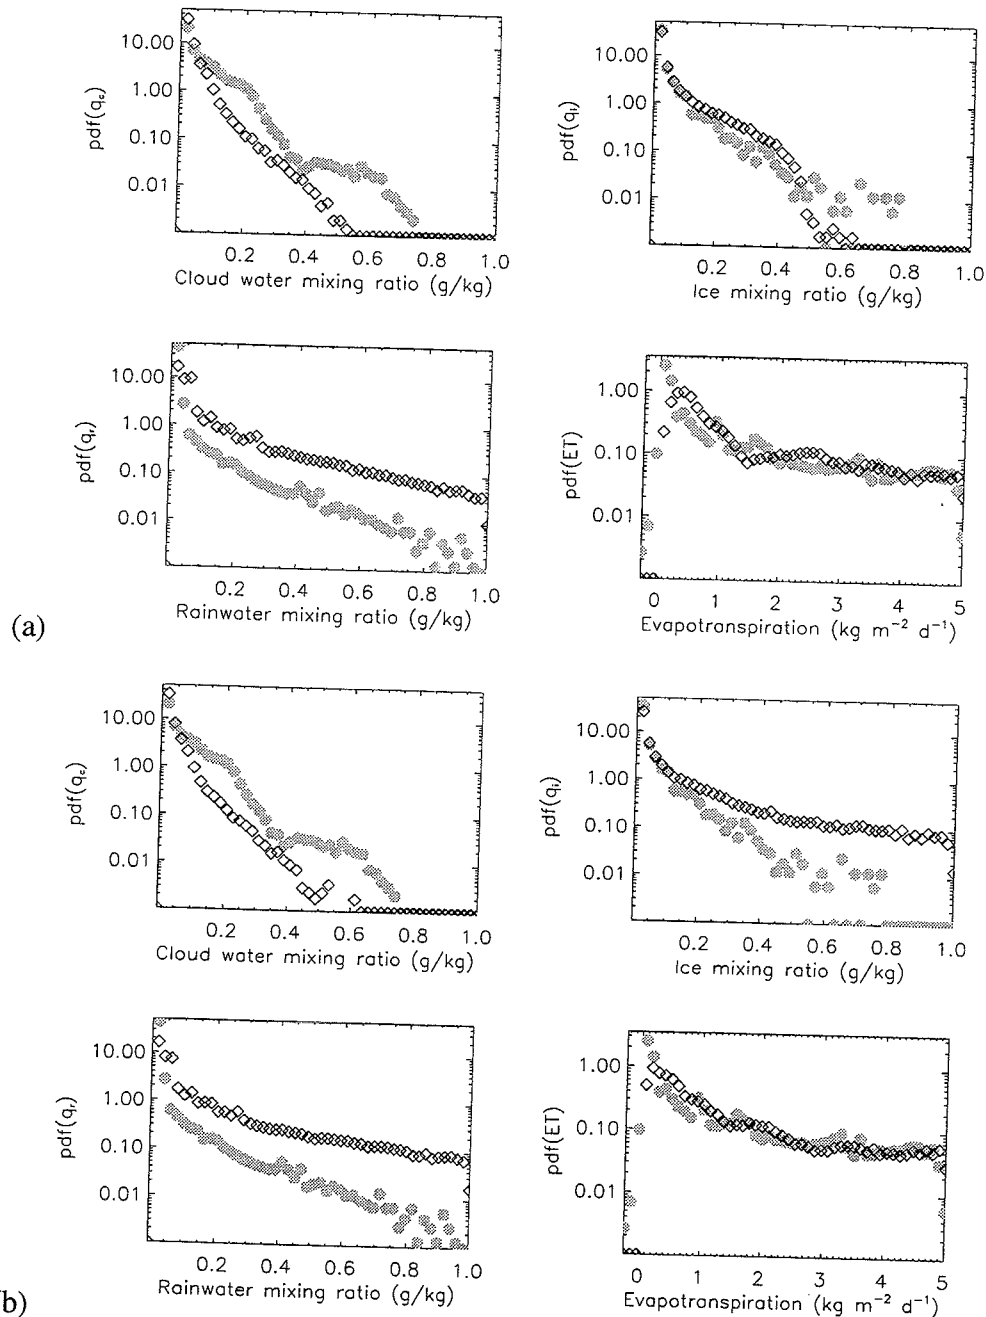 10.00
1.00
0.10
0.01
pdf(q_c)
0.2 0.4 0.6 0.8 1.0
Cloud water mixing ratio (g/kg)
10.00
1.00
0.10
0.01
pdf(q_i)
0.2 0.4 0.6 0.8 1.0
Ice mixing ratio (g/kg)
10.00
1.00
0.10
0.01
pdf(q_r)
0.2 0.4 0.6 0.8 1.0
Rainwater mixing ratio (g/kg)
1.00
0.10
0.01
pdf(ET)
0 1 2 3 4 5
Evapotranspiration (kg m⁻² d⁻¹)
(a)
10.00
1.00
0.10
0.01
pdf(q_c)
0.2 0.4 0.6 0.8 1.0
Cloud water mixing ratio (g/kg)
10.00
1.00
0.10
0.01
pdf(q_i)
0.2 0.4 0.6 0.8 1.0
Ice mixing ratio (g/kg)
10.00
1.00
0.10
0.01
pdf(q_r)
0.2 0.4 0.6 0.8 1.0
Rainwater mixing ratio (g/kg)
1.00
0.10
0.01
pdf(ET)
0 1 2 3 4 5
Evapotranspiration (kg m⁻² d⁻¹)
b)